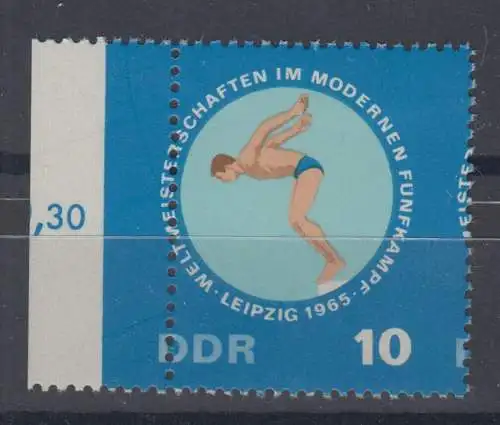 WELTMEISTERSCHAFTEN IM MODERNEN FÜNFKAMPF · LEIPZIG 1965 ·
,30
DDR 10